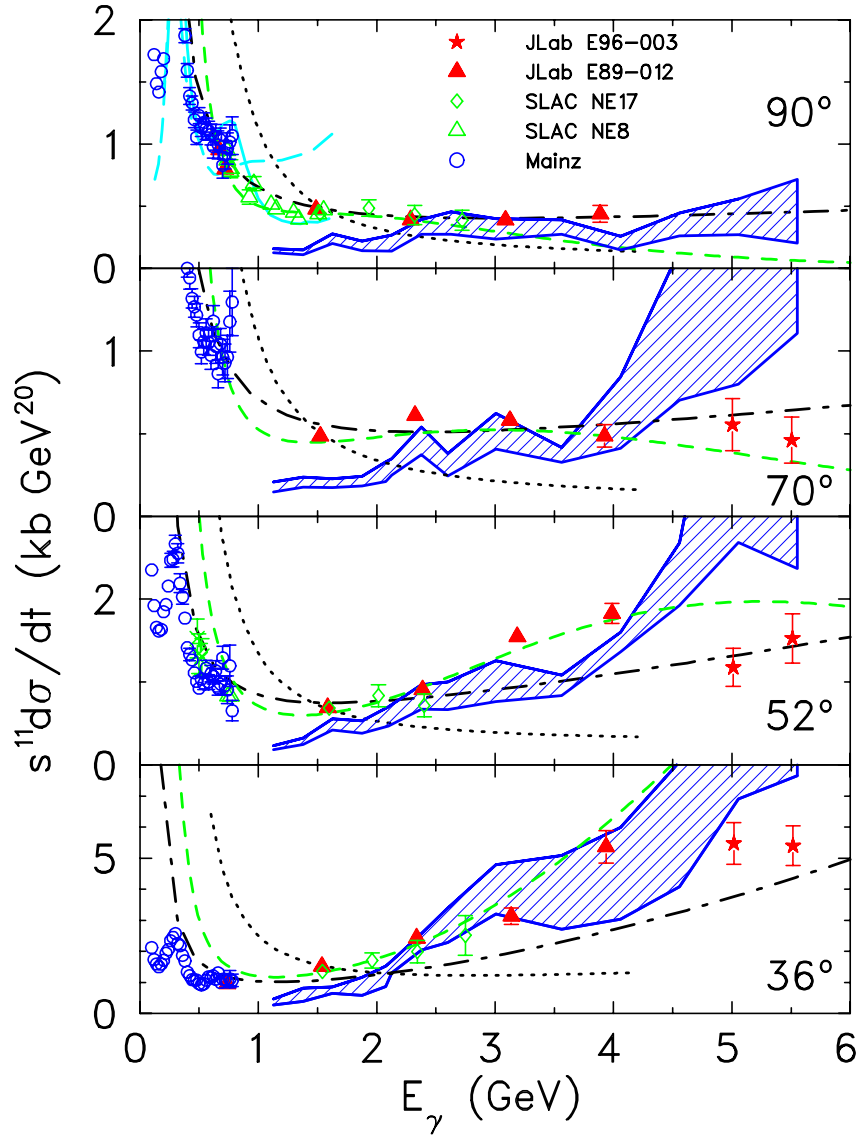 2
JLab E96-003
JLab E89-012
SLAC NE17
90°
SLAC NE8
1
Mainz
0
1
70°
0
2
1
52°
0
5
36°
0
0 1 2 3 4 5 6
E_γ (GeV)
s¹¹dσ/dt (kb GeV²⁰)